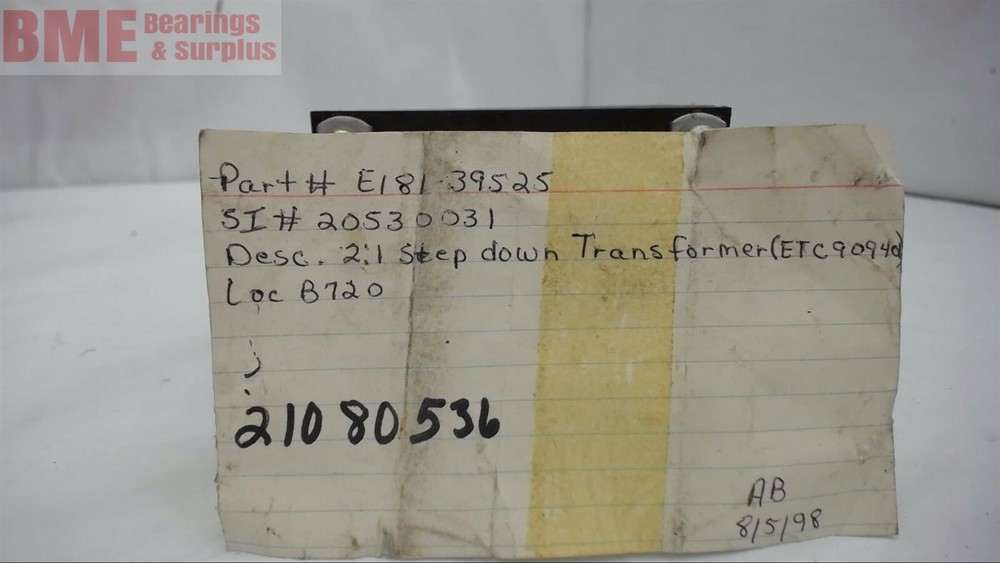 BME Bearings
& Surplus
Part # E181-39525
SI # 20530031
Desc. 2:1 Step down Transformer (ETC90940)
Loc B720
21080536
AB
8/5/98